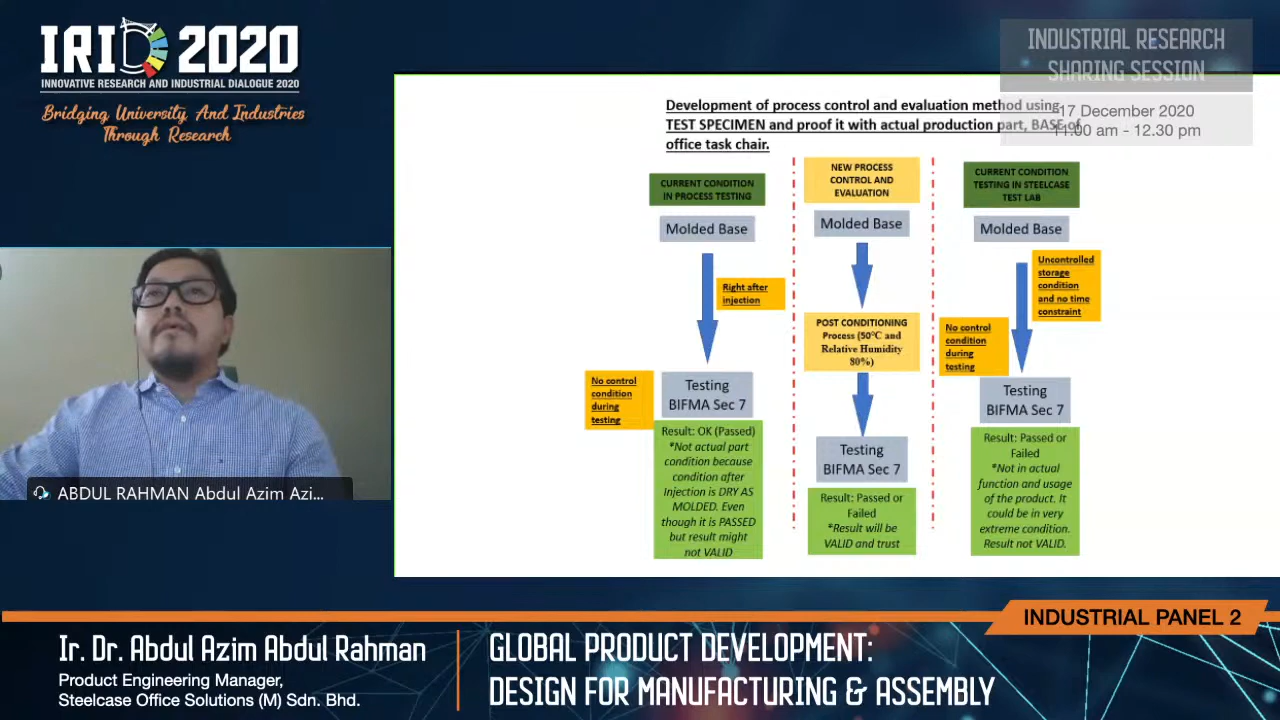 IRID 2020
INNOVATIVE RESEARCH AND INDUSTRIAL DIALOGUE 2020
Bridging University And Industries
Through Research
INDUSTRIAL RESEARCH
SHARING SESSION
17 December 2020
11.00 am - 12.30 pm
Development of process control and evaluation method using
TEST SPECIMEN and proof it with actual production part, BASE of
office task chair.
CURRENT CONDITION
IN PROCESS TESTING
Molded Base
Right after
injection
No control
condition
during
testing
Testing
BIFMA Sec 7
Result: OK (Passed)
*Not actual part
condition because
condition after
Injection is DRY AS
MOLDED. Even
though it is PASSED
but result might
not VALID
NEW PROCESS
CONTROL AND
EVALUATION
Molded Base
POST CONDITIONING
Process (50°C and
Relative Humidity
80%)
Testing
BIFMA Sec 7
Result: Passed or
Failed
*Result will be
VALID and trust
CURRENT CONDITION
TESTING IN STEELCASE
TEST LAB
Molded Base
Uncontrolled
storage
condition
and no time
constraint
No control
condition
during
testing
Testing
BIFMA Sec 7
Result: Passed or
Failed
*Not in actual
function and usage
of the product. It
could be in very
extreme condition.
Result not VALID.
ABDUL RAHMAN Abdul Azim Azi...
INDUSTRIAL PANEL 2
Ir. Dr. Abdul Azim Abdul Rahman
Product Engineering Manager,
Steelcase Office Solutions (M) Sdn. Bhd.
GLOBAL PRODUCT DEVELOPMENT:
DESIGN FOR MANUFACTURING & ASSEMBLY